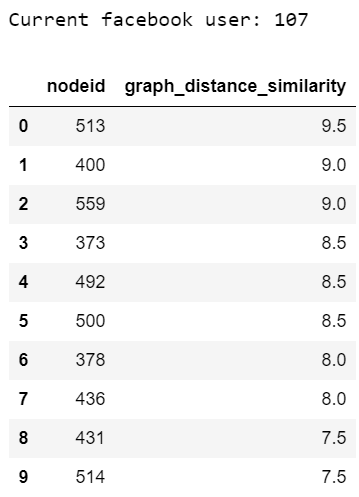 Current facebook user: 107
nodeid graph_distance_similarity
0 513 9.5
1 400 9.0
2 559 9.0
3 373 8.5
4 492 8.5
5 500 8.5
6 378 8.0
7 436 8.0
8 431 7.5
9 514 7.5